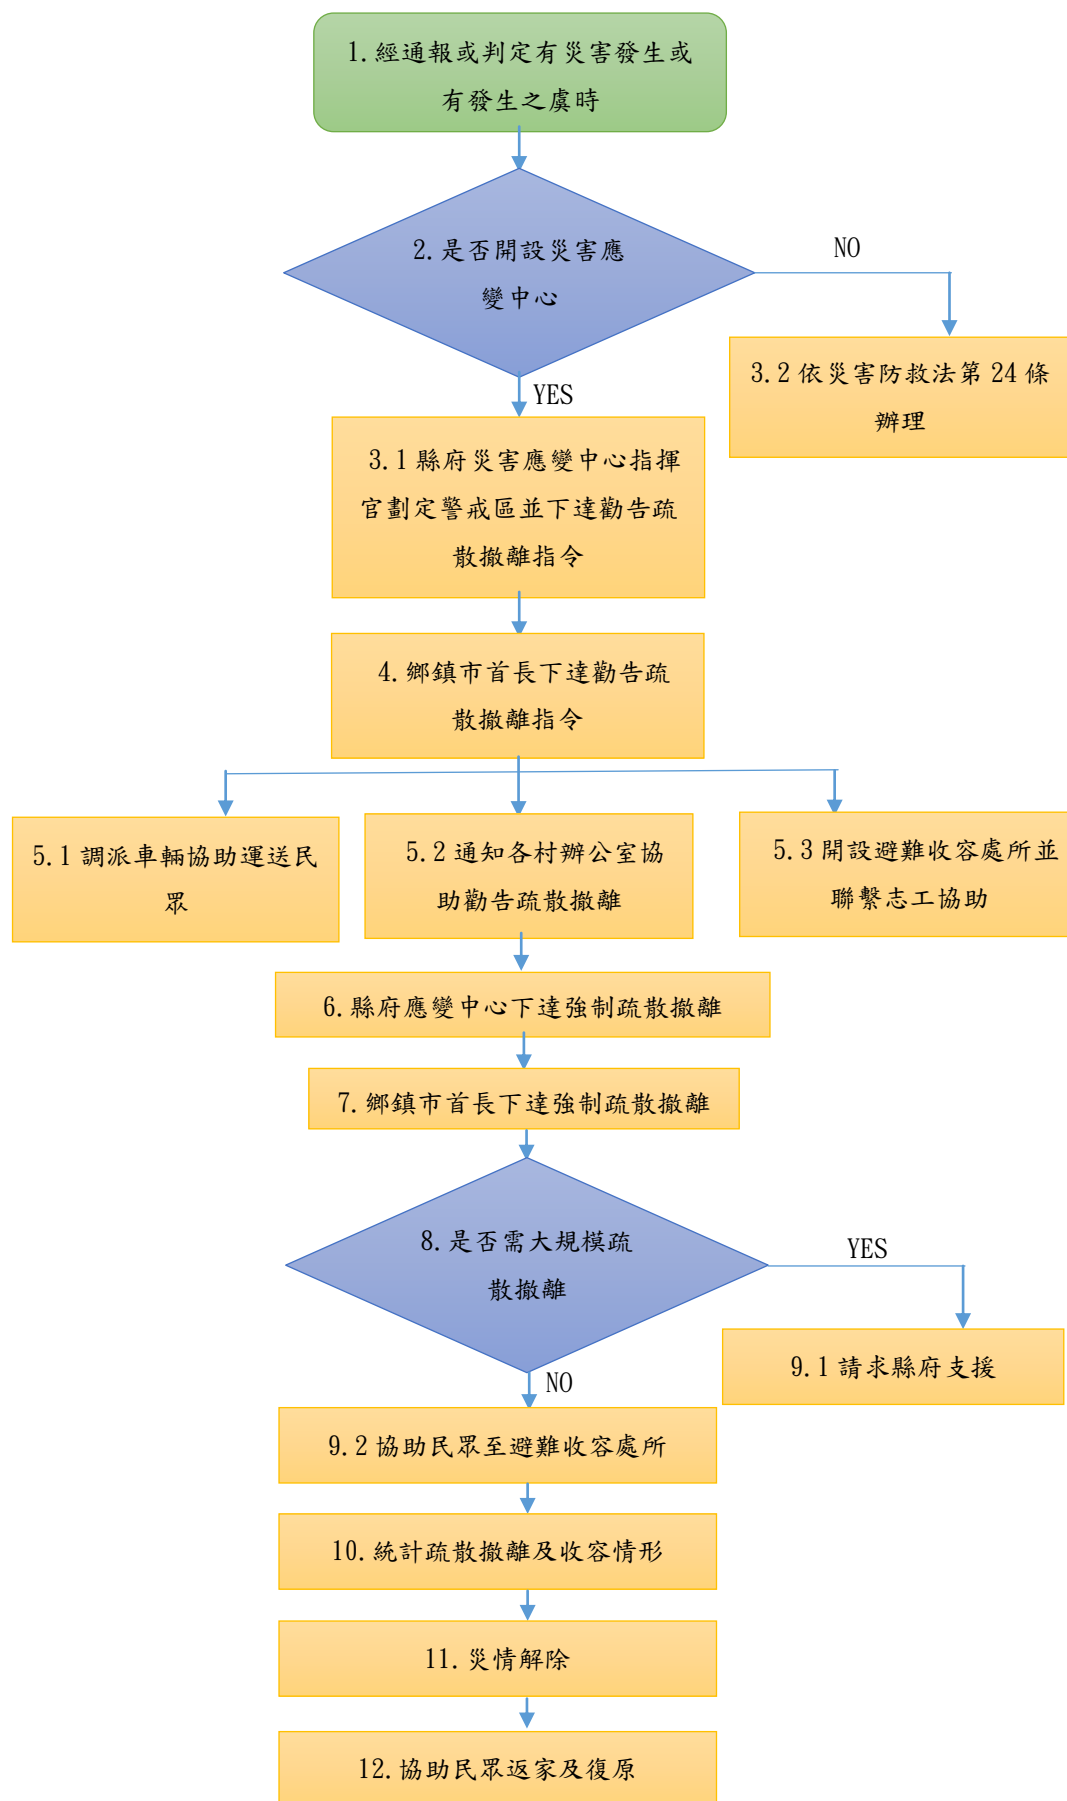 1.經通報或判定有災害發生或
有發生之虞時
2.是否開設災害應
變中心
NO
3.2 依災害防救法第 24 條
辦理
YES
3.1 縣府災害應變中心指揮
官劃定警戒區並下達勸告疏
散撤離指令
4.鄉鎮市首長下達勸告疏
散撤離指令
5.1 調派車輛協助運送民
眾
5.2 通知各村辦公室協
助勸告疏散撤離
5.3 開設避難收容處所並
聯繫志工協助
6.縣府應變中心下達強制疏散撤離
7.鄉鎮市首長下達強制疏散撤離
8.是否需大規模疏
散撤離
YES
9.1 請求縣府支援
NO
9.2 協助民眾至避難收容處所
10.統計疏散撤離及收容情形
11.災情解除
12.協助民眾返家及復原